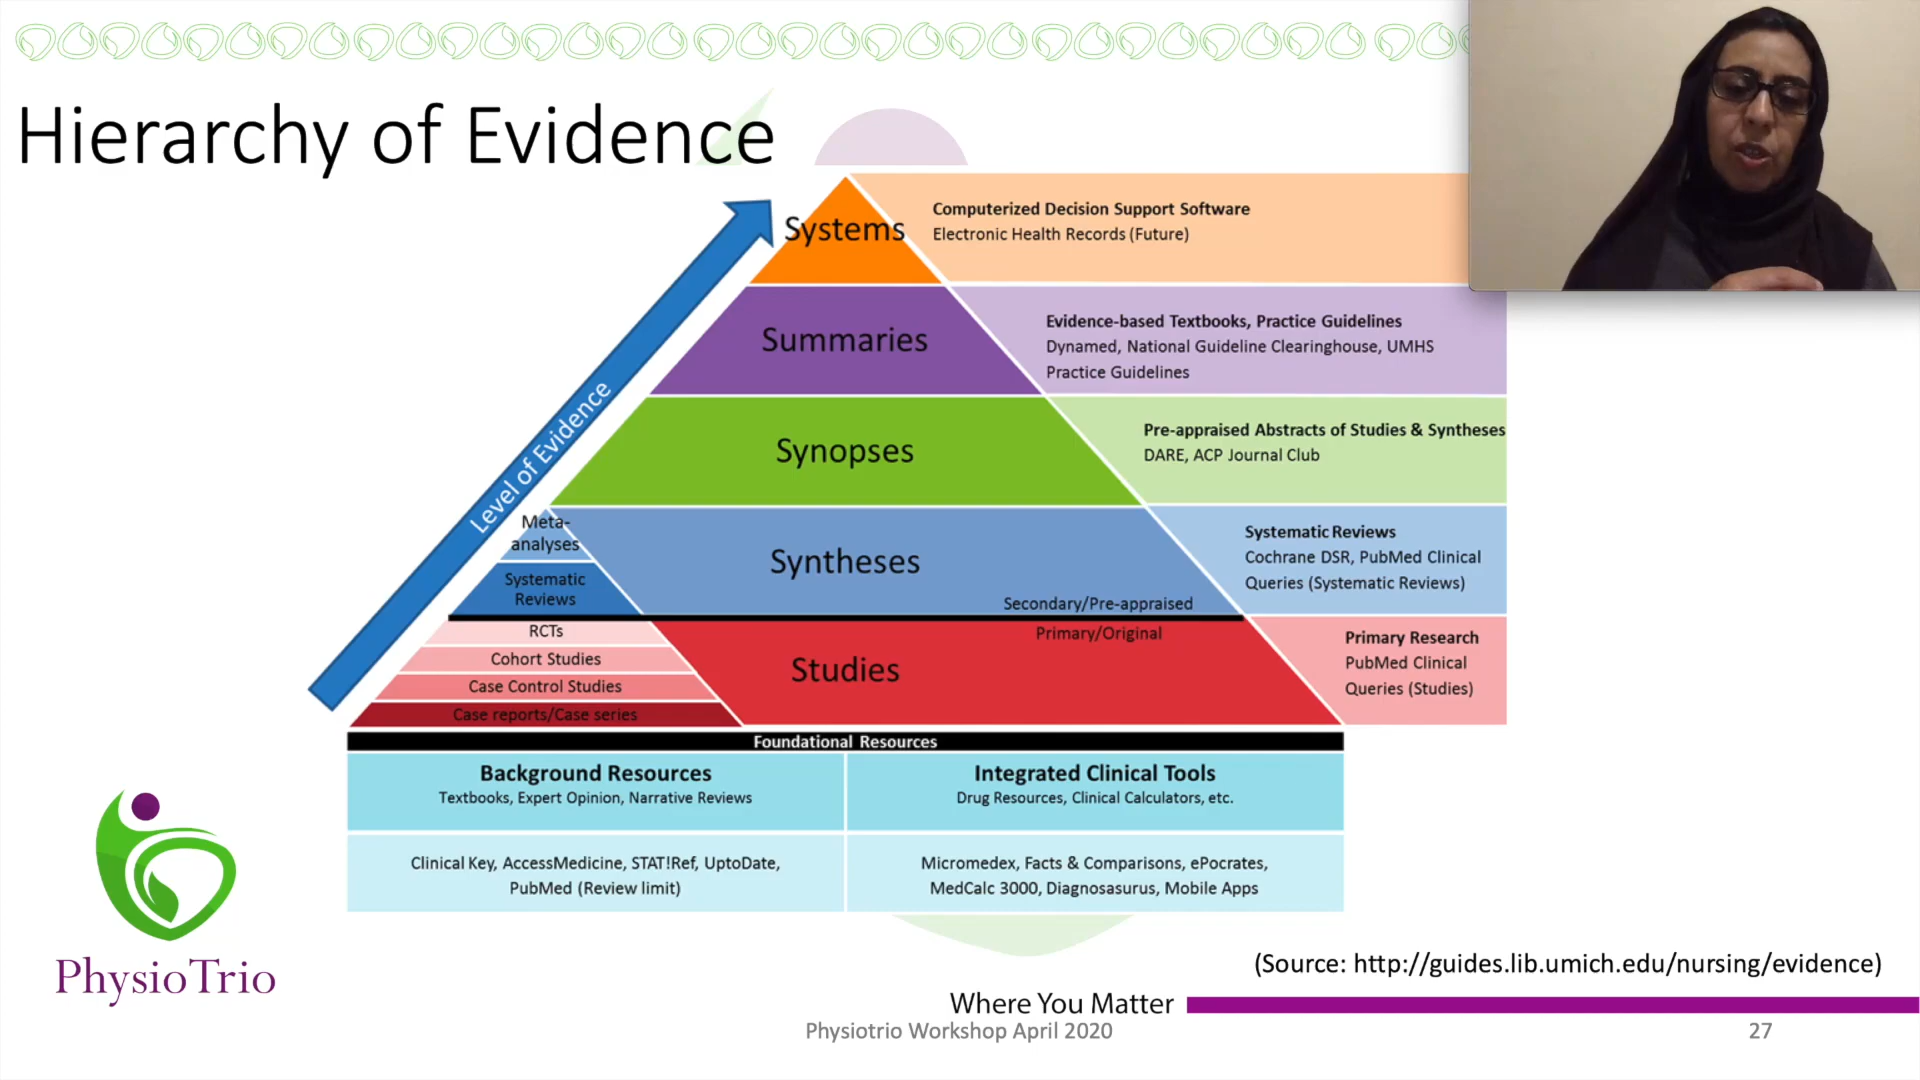 Hierarchy of Evidence
Systems
Computerized Decision Support Software
Electronic Health Records (Future)
Summaries
Evidence-based Textbooks, Practice Guidelines
Dynamed, National Guideline Clearinghouse, UMHS
Practice Guidelines
Level of Evidence
Synopses
Pre-appraised Abstracts of Studies & Syntheses
DARE, ACP Journal Club
Meta-
analyses
Systematic
Reviews
Syntheses
Secondary/Pre-appraised
Systematic Reviews
Cochrane DSR, PubMed Clinical
Queries (Systematic Reviews)
RCTs
Cohort Studies
Case Control Studies
Case reports/Case series
Studies
Primary/Original
Primary Research
PubMed Clinical
Queries (Studies)
Foundational Resources
Background Resources
Textbooks, Expert Opinion, Narrative Reviews
Integrated Clinical Tools
Drug Resources, Clinical Calculators, etc.
Clinical Key, AccessMedicine, STAT!Ref, UptoDate,
PubMed (Review limit)
Micromedex, Facts & Comparisons, ePocrates,
MedCalc 3000, Diagnosasurus, Mobile Apps
PhysioTrio
(Source: http://guides.lib.umich.edu/nursing/evidence)
Where You Matter
Physiotrio Workshop April 2020
27